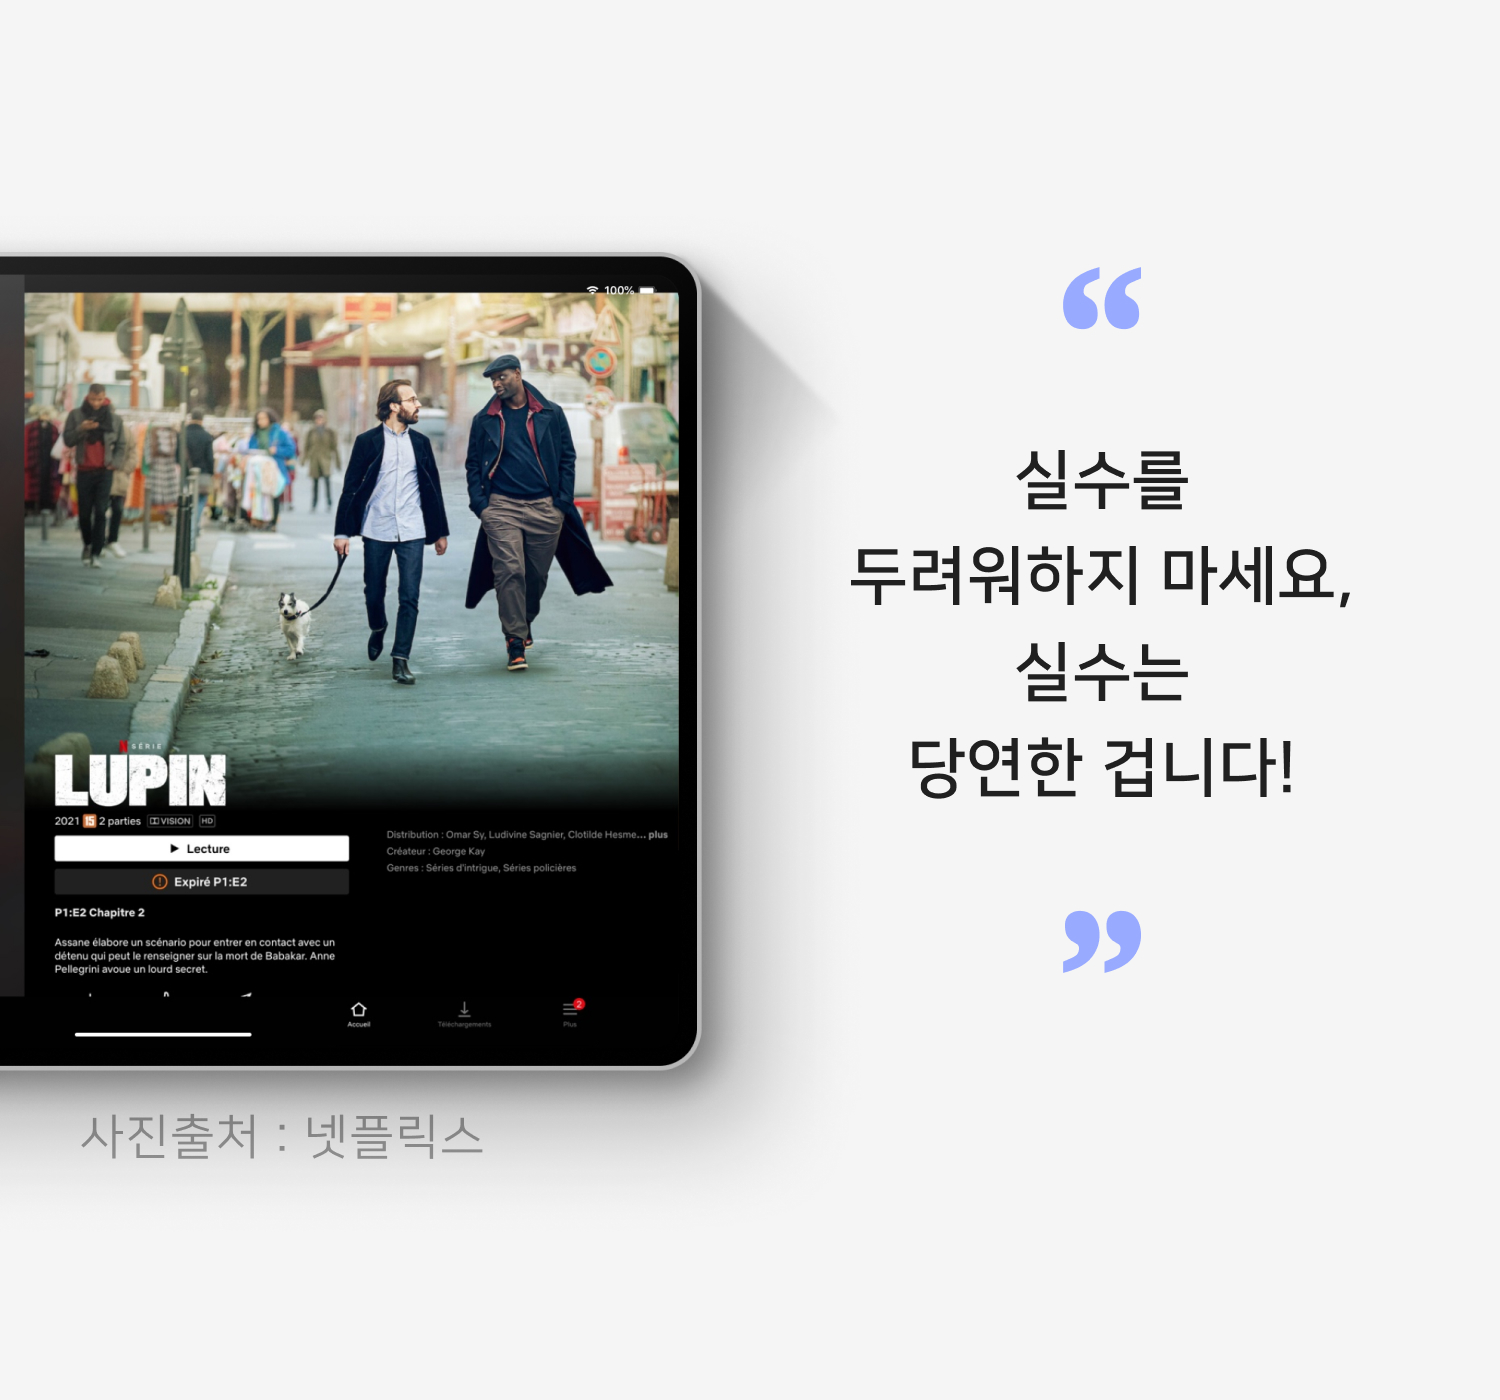 100%
N SÉRIE
LUPIN
2021 15 2 parties VISION HD
Lecture
Expiré P1:E2
P1:E2 Chapitre 2
Assane élabore un scénario pour entrer en contact avec un
détenu qui peut le renseigner sur la mort de Babakar. Anne
Pellegrini avoue un lourd secret.
Distribution : Omar Sy, Ludivine Sagnier, Clotilde Hesme... plus
Créateur : George Kay
Genres : Séries d'intrigue, Séries policières
Accueil
Téléchargements
2
Plus
사진출처 : 넷플릭스
“
실수를
두려워하지 마세요,
실수는
당연한 겁니다!
”